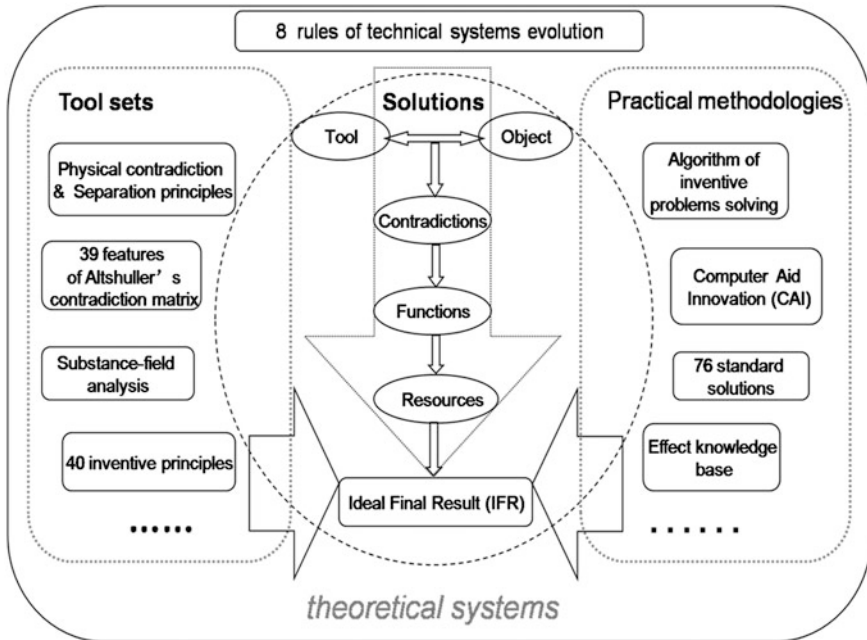 8 rules of technical systems evolution
Tool sets
Physical contradiction
& Separation principles
39 features
of Altshuller's
contradiction matrix
Substance-field
analysis
40 inventive principles
......
Solutions
Tool
Object
Contradictions
Functions
Resources
Ideal Final Result (IFR)
Practical methodologies
Algorithm of
inventive
problems solving
Computer Aid
Innovation (CAI)
76 standard
solutions
Effect knowledge
base
......
theoretical systems